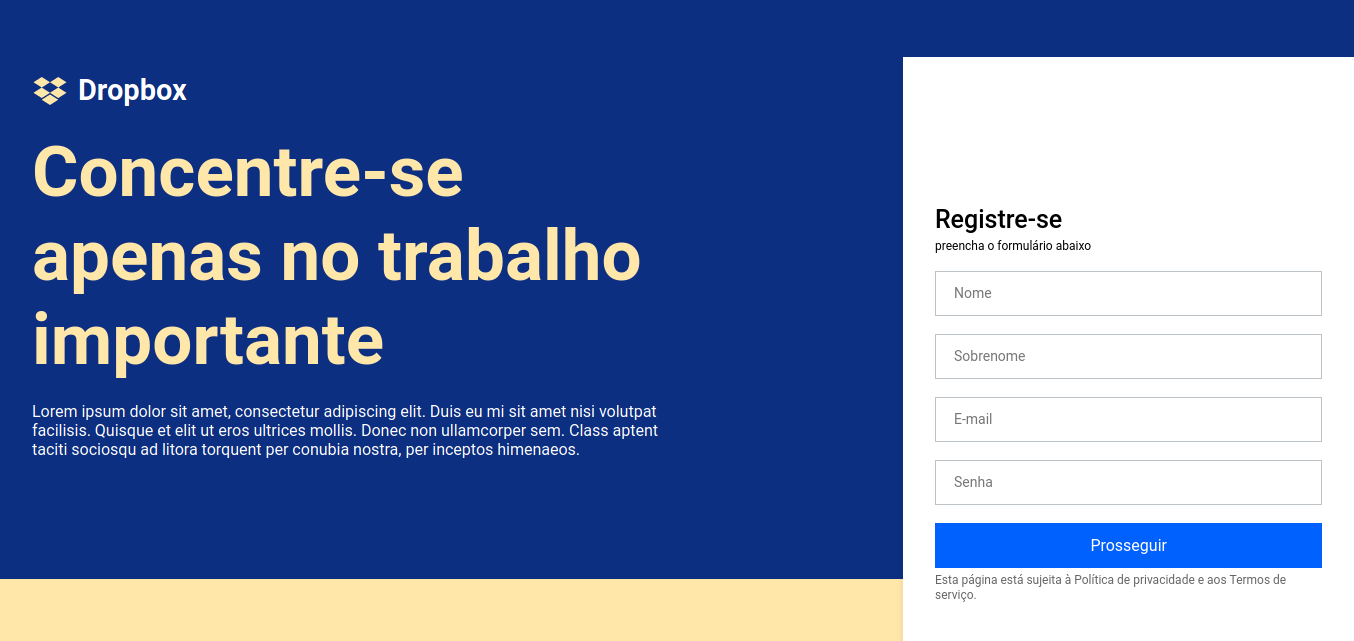 Dropbox
Concentre-se
apenas no trabalho
importante
Lorem ipsum dolor sit amet, consectetur adipiscing elit. Duis eu mi sit amet nisi volutpat
facilisis. Quisque et elit ut eros ultrices mollis. Donec non ullamcorper sem. Class aptent
taciti sociosqu ad litora torquent per conubia nostra, per inceptos himenaeos.
Registre-se
preencha o formulário abaixo
Nome
Sobrenome
E-mail
Senha
Prosseguir
Esta página está sujeita à Política de privacidade e aos Termos de
serviço.